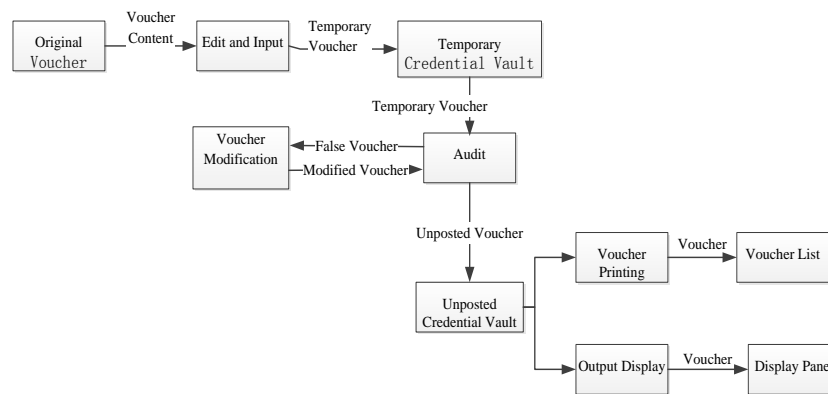 Original
Voucher
Voucher
Content
Edit and Input
Temporary
Voucher
Temporary
Credential Vault
Temporary Voucher
Voucher
Modification
False Voucher
Modified Voucher
Audit
Unposted Voucher
Unposted
Credential Vault
Voucher
Printing
Voucher
Voucher List
Output Display
Voucher
Display Pane